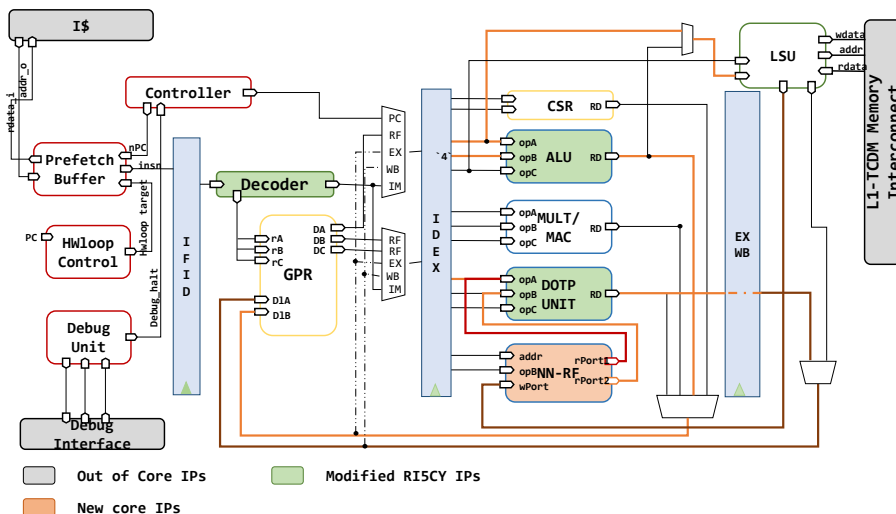 I$
rdata_i
addr_o
Controller
nPC
Prefetch
Buffer
insn
Hwloop target
PC
HWloop
Control
Debug_halt
Debug
Unit
Debug
Interface
IFID
Decoder
rA
rB
rC
GPR
DA
DB
DC
D1A
D1B
PC
RF
EX
WB
IM
RF
RF
EX
WB
IM
IDEX
`4`
CSR
RD
opA
opB
opC
ALU
RD
opA
opB
opC
MULT/
MAC
RD
opA
opB
opC
DOTP
UNIT
RD
addr
opB
wPort
NN-RF
rPort1
rPort2
EX
WB
LSU
wdata
addr
rdata
L1-TCDM Memory
Interconnect
Out of Core IPs
Modified RI5CY IPs
New core IPs